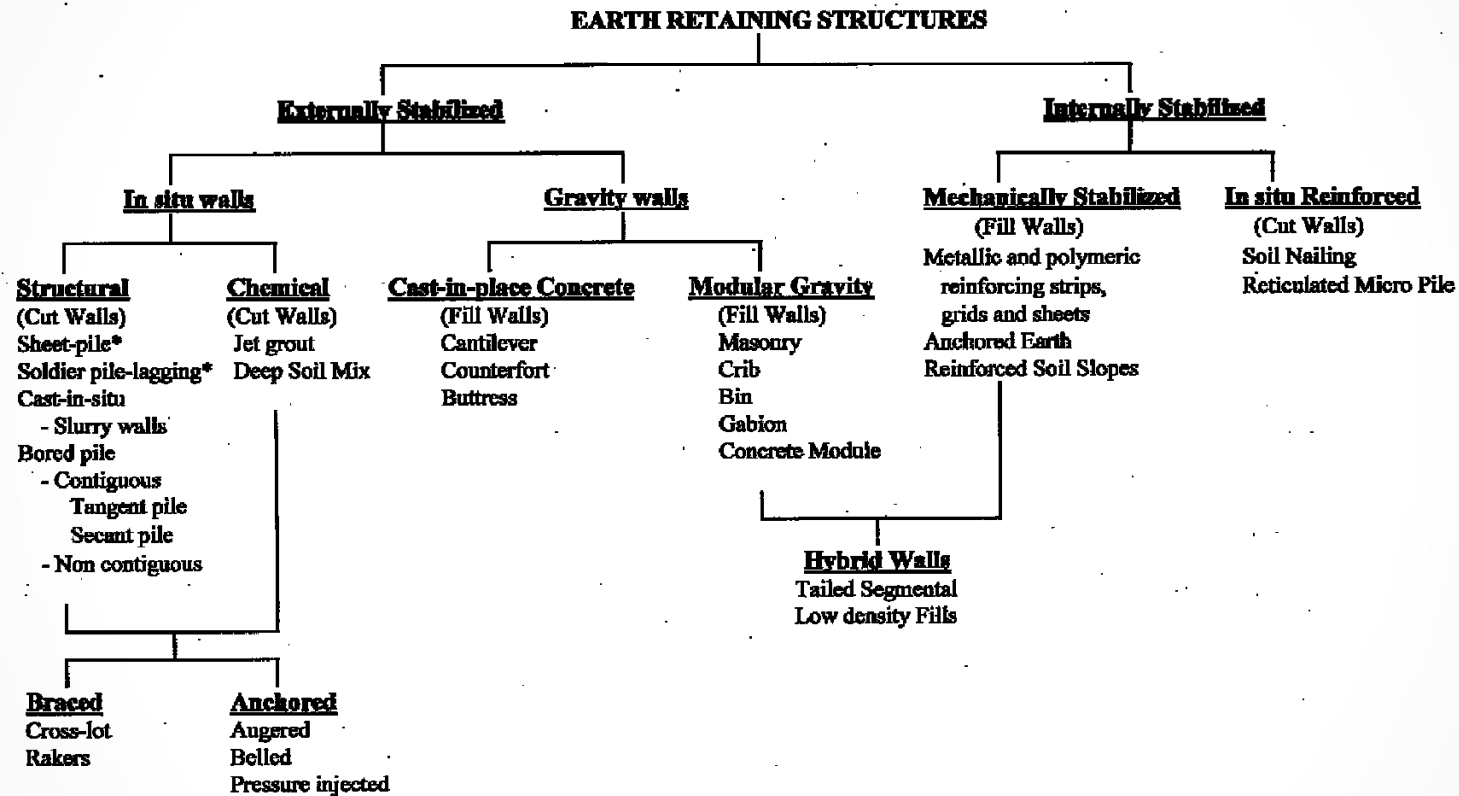 EARTH RETAINING STRUCTURES
Externally Stabilized
Internally Stabilized
In situ walls
Gravity walls
Mechanically Stabilized
(Fill Walls)
Metallic and polymeric
reinforcing strips,
grids and sheets
Anchored Earth
Reinforced Soil Slopes
In situ Reinforced
(Cut Walls)
Soil Nailing
Reticulated Micro Pile
Structural
(Cut Walls)
Sheet-pile*
Soldier pile-lagging*
Cast-in-situ
- Slurry walls
Bored pile
- Contiguous
Tangent pile
Secant pile
- Non contiguous
Chemical
(Cut Walls)
Jet grout
Deep Soil Mix
Cast-in-place Concrete
(Fill Walls)
Cantilever
Counterfort
Buttress
Modular Gravity
(Fill Walls)
Masonry
Crib
Bin
Gabion
Concrete Module
Hybrid Walls
Tailed Segmental
Low density Fills
Braced
Cross-lot
Rakers
Anchored
Augered
Belled
Pressure injected